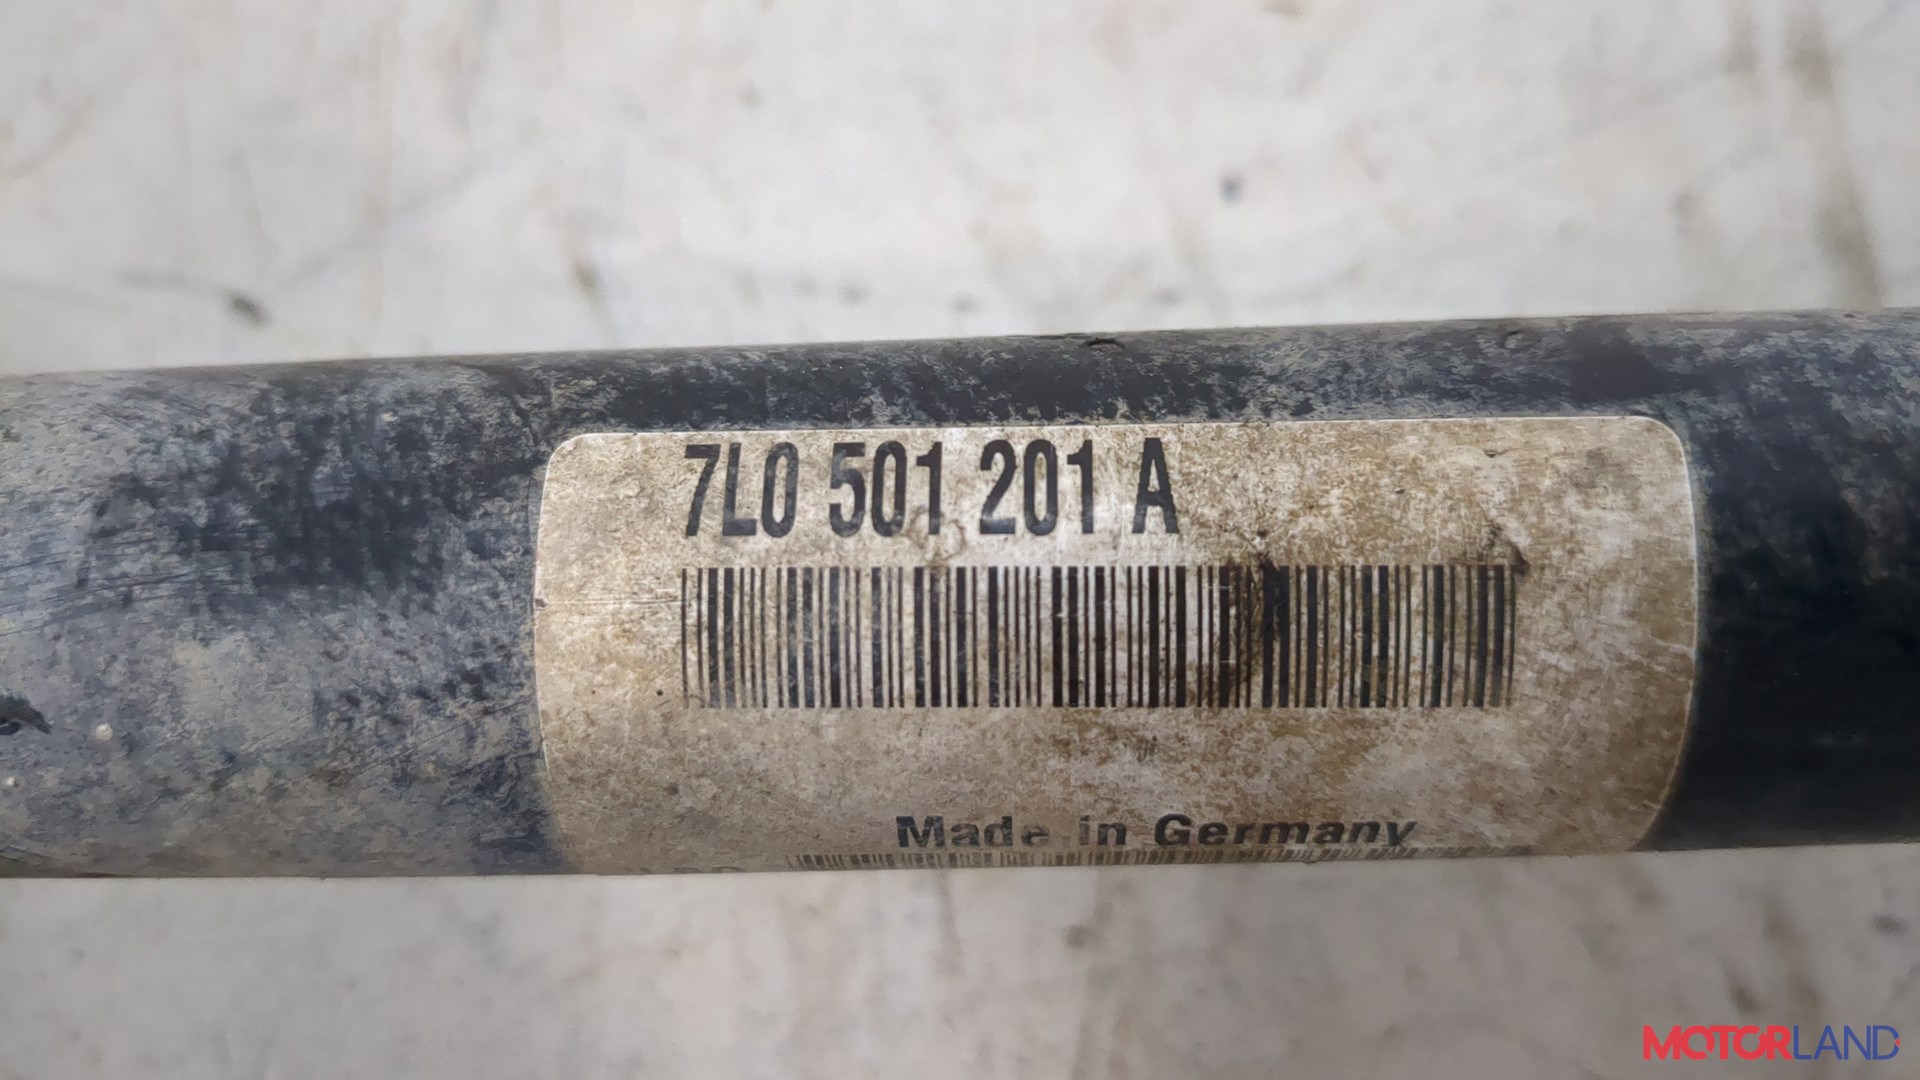 7L0 501 201 A
Made in Germany
MOTORLAND